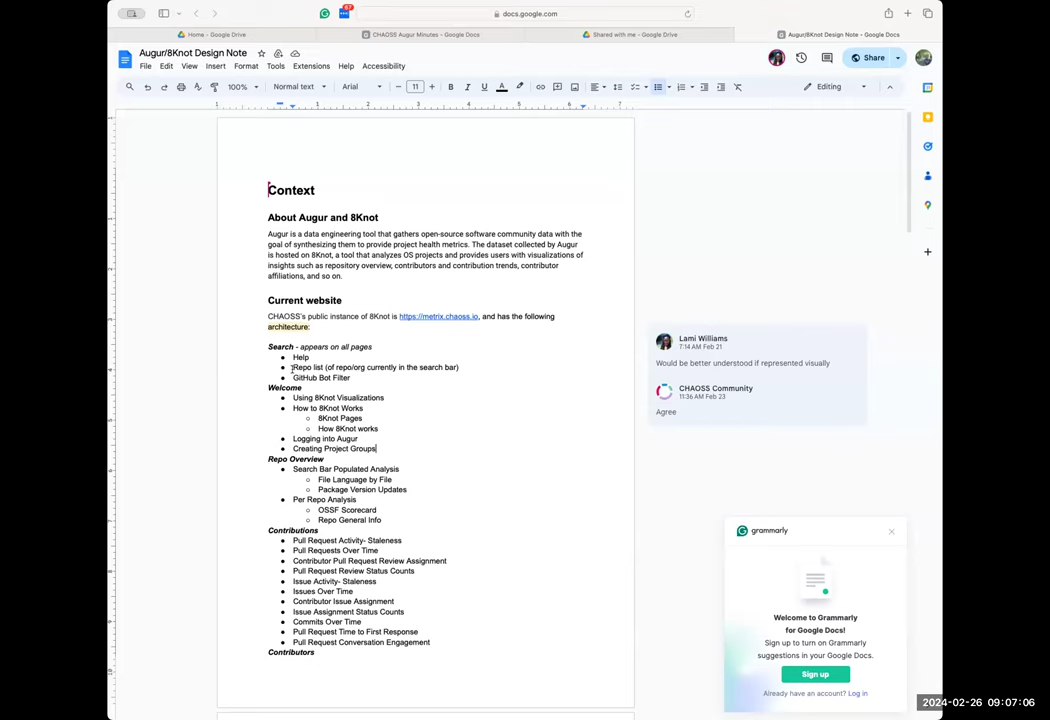 67
docs.google.com
Home - Google Drive
CHAOSS Augur Minutes - Google Docs
Shared with me - Google Drive
Augur/8Knot Design Note - Google Docs
Augur/8Knot Design Note
File Edit View Insert Format Tools Extensions Help Accessibility
Share
100% Normal text Arial 11 Editing
1 1 2 3 4 5 6 7
Context
About Augur and 8Knot
Augur is a data engineering tool that gathers open-source software community data with the
goal of synthesizing them to provide project health metrics. The dataset collected by Augur
is hosted on 8Knot, a tool that analyzes OS projects and provides users with visualizations of
insights such as repository overview, contributors and contribution trends, contributor
affiliations, and so on.
Current website
CHAOSS's public instance of 8Knot is https://metrix.chaoss.io, and has the following
architecture:
Search - appears on all pages
● Help
● Repo list (of repo/org currently in the search bar)
● GitHub Bot Filter
Welcome
● Using 8Knot Visualizations
● How to 8Knot Works
○ 8Knot Pages
○ How 8Knot works
● Logging into Augur
● Creating Project Groups
Repo Overview
● Search Bar Populated Analysis
○ File Language by File
○ Package Version Updates
● Per Repo Analysis
○ OSSF Scorecard
○ Repo General Info
Contributions
● Pull Request Activity- Staleness
● Pull Requests Over Time
● Contributor Pull Request Review Assignment
● Pull Request Review Status Counts
● Issue Activity- Staleness
● Issues Over Time
● Contributor Issue Assignment
● Issue Assignment Status Counts
● Commits Over Time
● Pull Request Time to First Response
● Pull Request Conversation Engagement
Contributors
Lami Williams
7:14 AM Feb 21
Would be better understood if represented visually
CHAOSS Community
11:36 AM Feb 23
Agree
grammarly
Welcome to Grammarly
for Google Docs!
Sign up to turn on Grammarly
suggestions in your Google Docs.
Sign up
Already have an account? Log in
2024-02-26 09:07:06